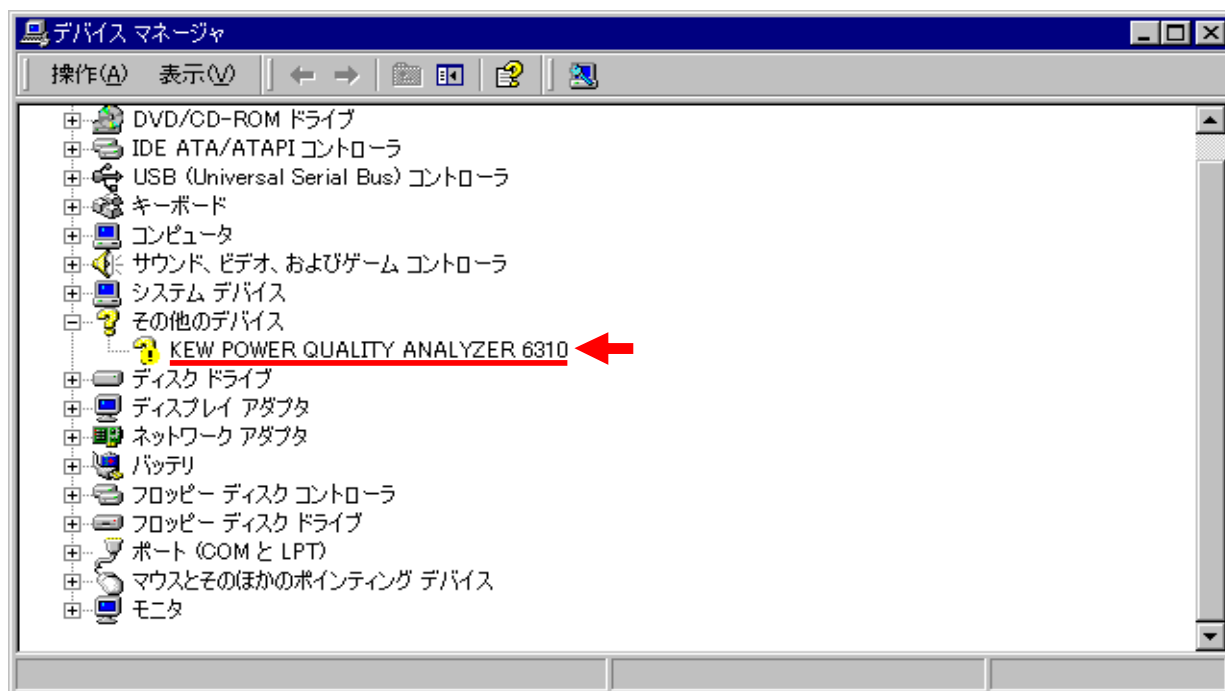 デバイス マネージャ
操作(A) 表示(V)
DVD/CD-ROM ドライブ
IDE ATA/ATAPI コントローラ
USB (Universal Serial Bus) コントローラ
キーボード
コンピュータ
サウンド、ビデオ、およびゲーム コントローラ
システム デバイス
その他のデバイス
KEW POWER QUALITY ANALYZER 6310
ディスク ドライブ
ディスプレイ アダプタ
ネットワーク アダプタ
バッテリ
フロッピー ディスク コントローラ
フロッピー ディスク ドライブ
ポート (COM と LPT)
マウスとそのほかのポインティング デバイス
モニタ